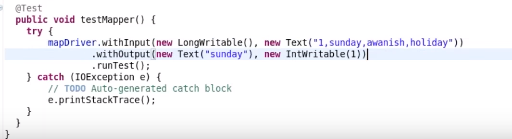 @Test
public void testMapper() {
try {
mapDriver.withInput(new LongWritable(), new Text("1,sunday,awanish,holiday"))
.withOutput(new Text("sunday"), new IntWritable(1))
.runTest();
} catch (IOException e) {
// TODO Auto-generated catch block
e.printStackTrace();
}
}
}